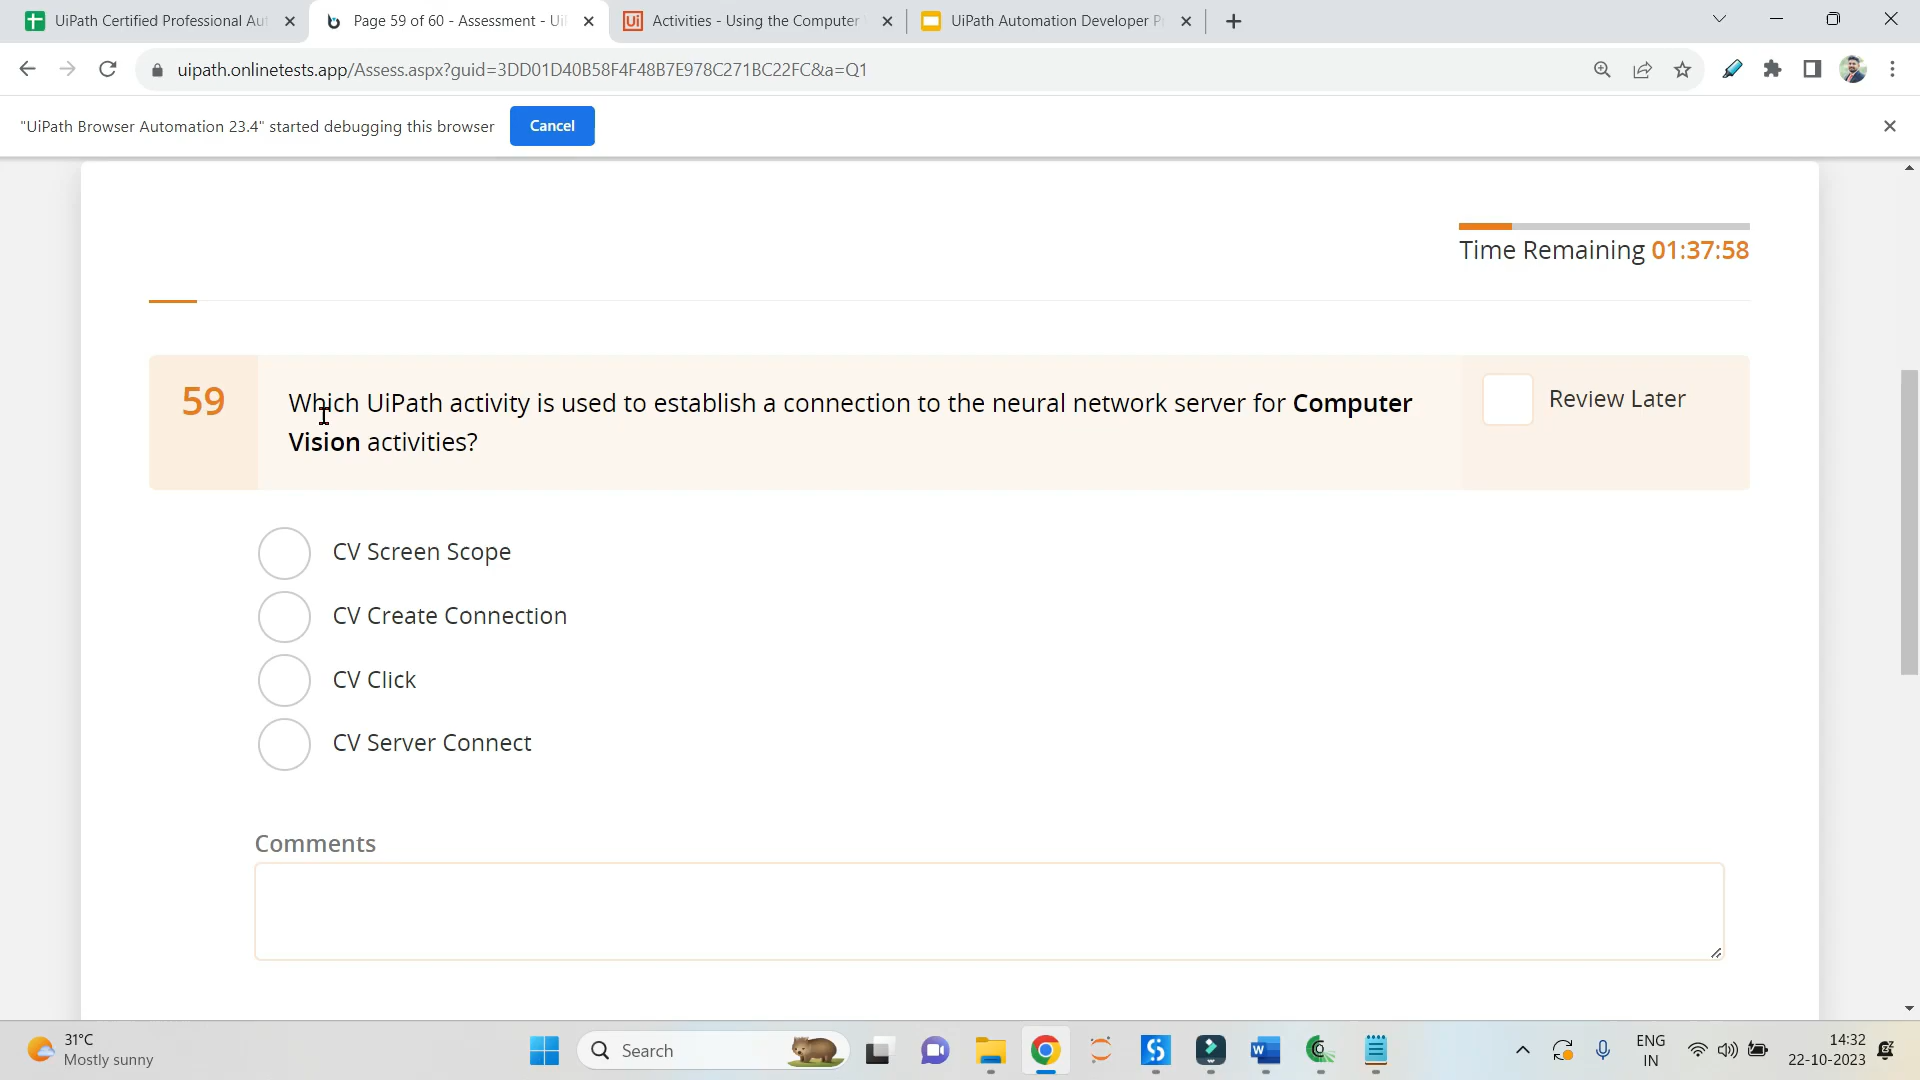 UiPath Certified Professional Aut
Page 59 of 60 - Assessment - Ui
Activities - Using the Computer
UiPath Automation Developer P
uipath.onlinetests.app/Assess.aspx?guid=3DD01D40B58F4F48B7E978C271BC22FC&a=Q1
"UiPath Browser Automation 23.4" started debugging this browser
Cancel
Time Remaining 01:37:58
59
Which UiPath activity is used to establish a connection to the neural network server for Computer
Vision activities?
Review Later
CV Screen Scope
CV Create Connection
CV Click
CV Server Connect
Comments
31°C
Mostly sunny
Search
ENG
IN
14:32
22-10-2023